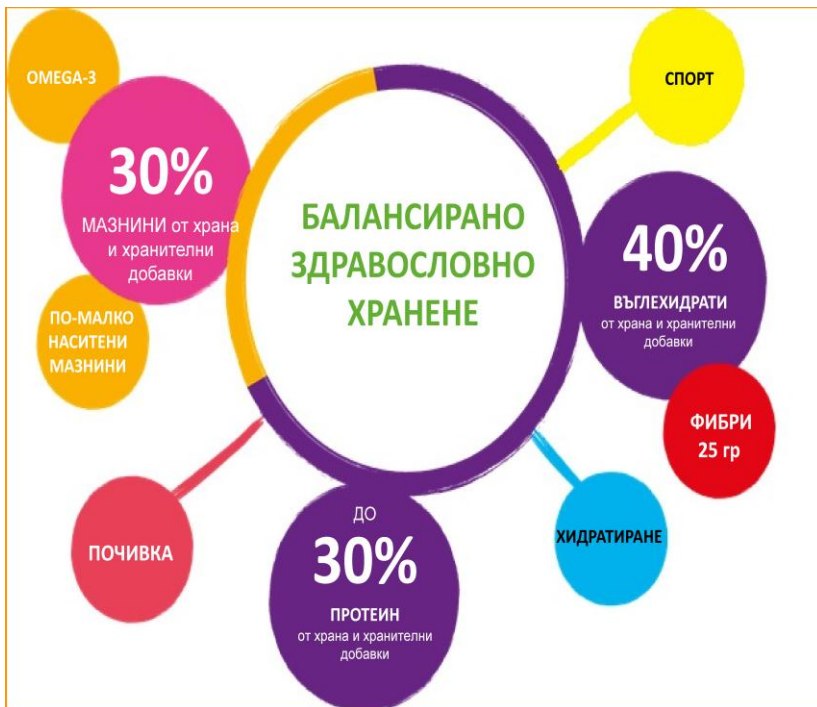 OMEGA-3
30%
МАЗНИНИ от храна
и хранителни
добавки
ПО-МАЛКО
НАСИТЕНИ
МАЗНИНИ
БАЛАНСИРАНО
ЗДРАВОСЛОВНО
ХРАНЕНЕ
СПОРТ
40%
ВЪГЛЕХИДРАТИ
от храна и хранителни
добавки
ФИБРИ
25 гр
ПОЧИВКА
ДО
30%
ПРОТЕИН
от храна и хранителни
добавки
ХИДРАТИРАНЕ